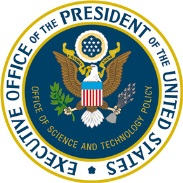 EXECUTIVE OFFICE OF THE PRESIDENT OF THE UNITED STATES
OFFICE OF SCIENCE AND TECHNOLOGY POLICY